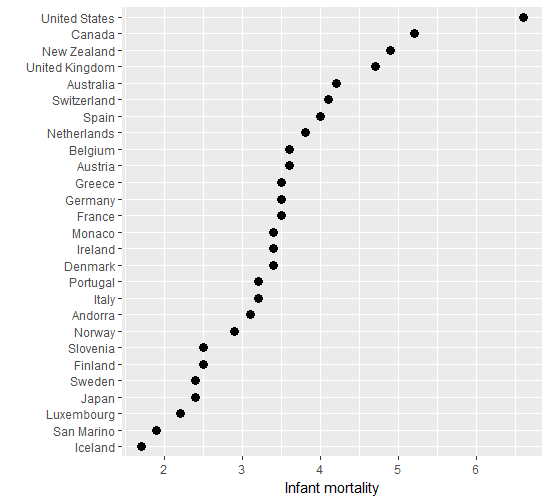 United States
Canada
New Zealand
United Kingdom
Australia
Switzerland
Spain
Netherlands
Belgium
Austria
Greece
Germany
France
Monaco
Ireland
Denmark
Portugal
Italy
Andorra
Norway
Slovenia
Finland
Sweden
Japan
Luxembourg
San Marino
Iceland
2 3 4 5 6
Infant mortality